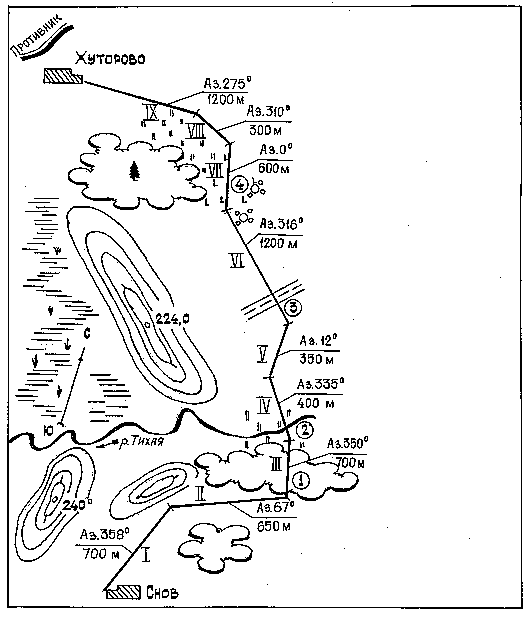 Противник
Жуторово
Аз.275°
1200 м
IX
Аз.310°
300 м
VIII
Аз.0°
600 м
VII
4
Аз.316°
1200 м
VI
224,0
3
С
Аз.12°
350 м
V
Аз.335°
400 м
IV
Ю
р.Тихая
2
Аз.350°
700 м
III
1
240
II
Аз.67°
650 м
Аз.358°
700 м
I
Снов